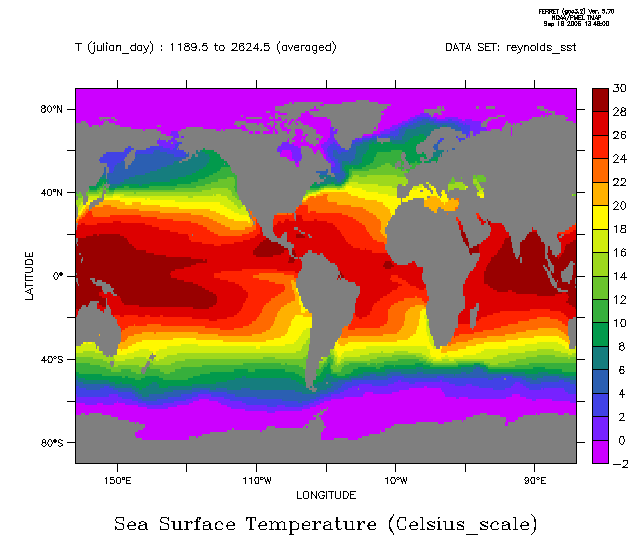 FERRET (gno3.2) Ver. 5.70
NOAA/PMEL TMAP
Sep 18 2006 13:48:00
T (julian_day) : 1189.5 to 2624.5 (averaged)
DATA SET: reynolds_sst
80°N
40°N
0°
40°S
80°S
LATITUDE
150°E
110°W
10°W
90°E
LONGITUDE
30
28
26
24
22
20
18
16
14
12
10
8
6
4
2
0
-2
Sea Surface Temperature (Celsius_scale)